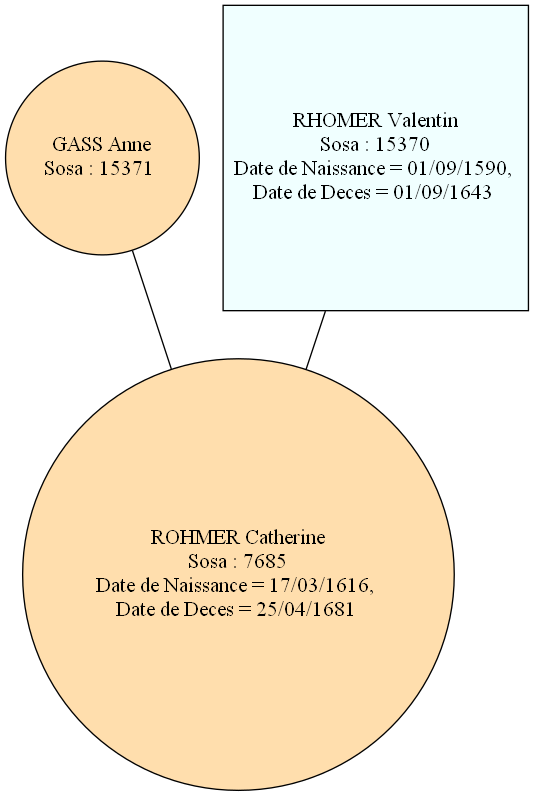 GASS Anne
Sosa : 15371
RHOMER Valentin
Sosa : 15370
Date de Naissance = 01/09/1590,
Date de Deces = 01/09/1643
ROHMER Catherine
Sosa : 7685
Date de Naissance = 17/03/1616,
Date de Deces = 25/04/1681